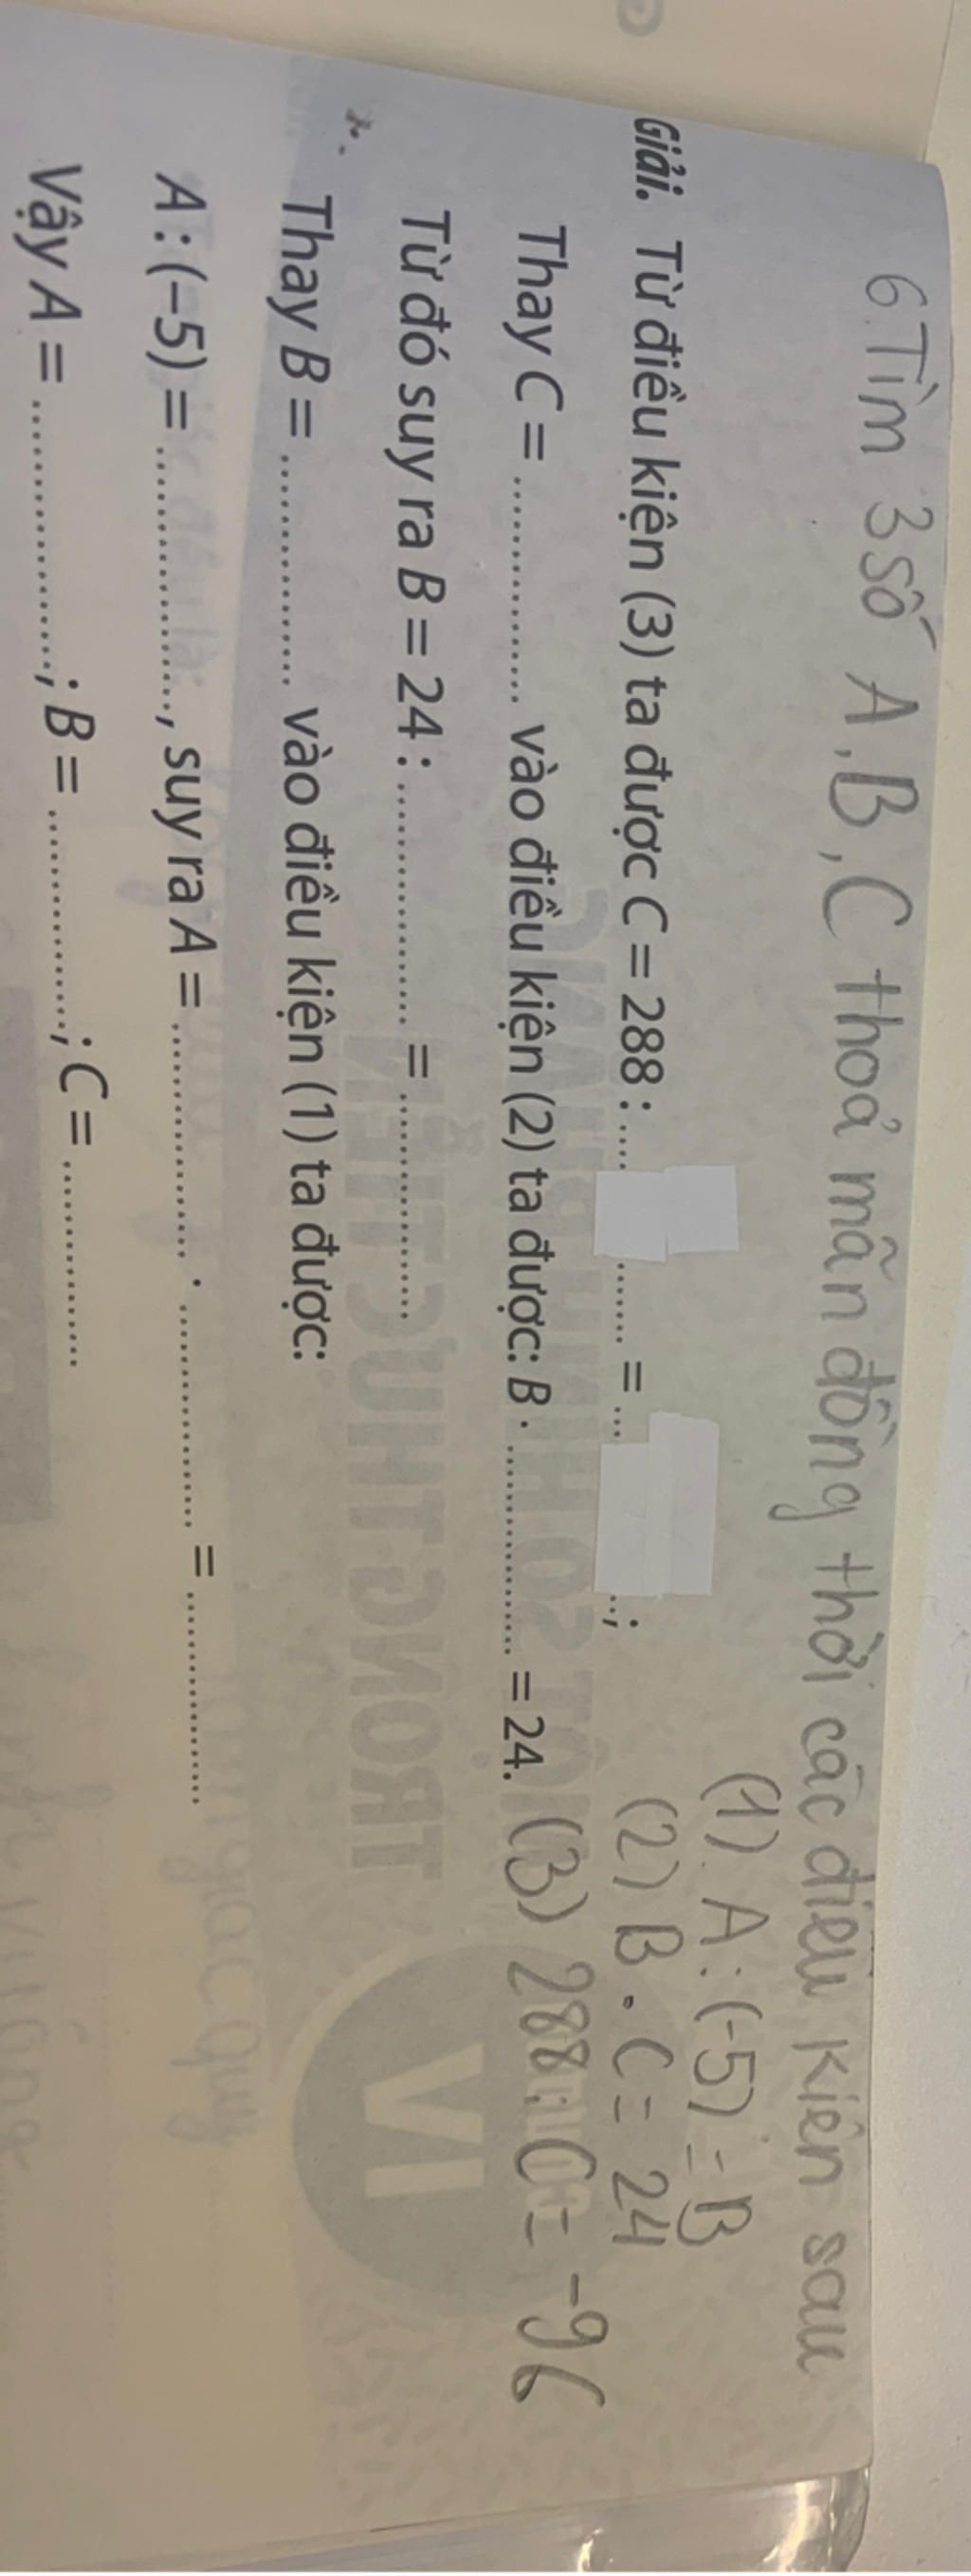 6. Tìm 3 số A, B, C thoả mãn đồng thời các điều kiện sau
(1) A : (-5) = B
(2) B . C = 24
Giải. Từ điều kiện (3) ta được C = 288 : .... ....... = ... ..;
Thay C = ................ vào điều kiện (2) ta được: B . ................ = 24. (3) 288 : C = -96
Từ đó suy ra B = 24 : ................ = ................
Thay B = ................ vào điều kiện (1) ta được:
A : (–5) = ................, suy ra A = ................ . ................ = ................
Vậy A = ................; B = ................; C = ................
VI